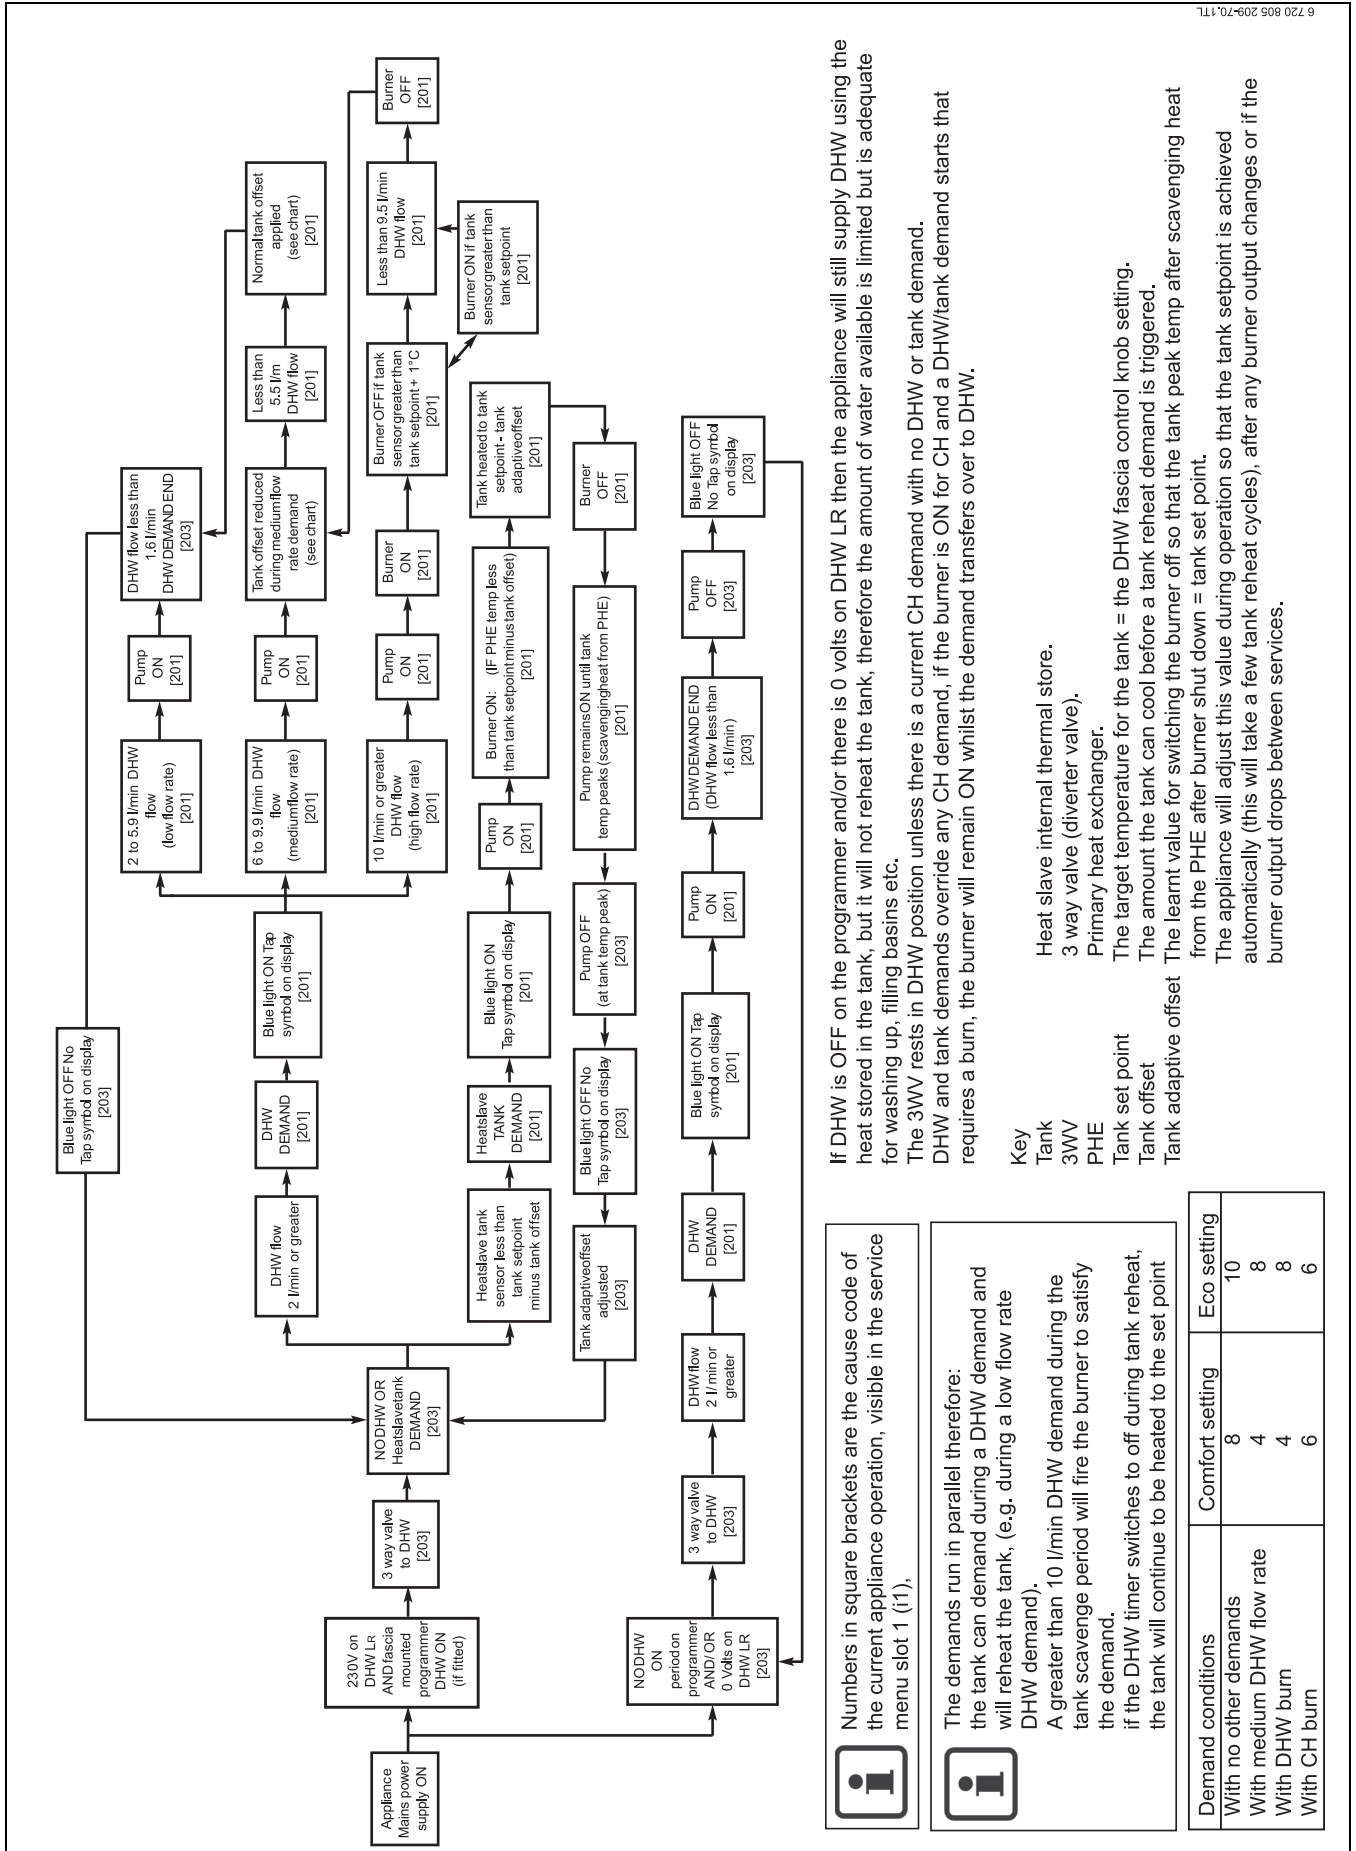 Appliance
Mains power
supply ON
230V on
DHW LR
AND fascia
mounted
programmer
DHW ON
(if fitted)
3 way valve
to DHW
[203]
NO DHW OR
Heatslave tank
DEMAND
[203]
Blue light OFF No
Tap symbol on display
[203]
DHW flow
2 l/min or greater
DHW
DEMAND
[201]
Blue light ON Tap
symbol on display
[201]
2 to 5.9 l/min DHW
flow
(low flow rate)
[201]
Pump
ON
[201]
DHW flow less than
1.6 l/min
DHW DEMAND END
[203]
6 to 9.9 l/min DHW
flow
(medium flow rate)
[201]
Pump
ON
[201]
Tank offset reduced
during medium flow
rate demand
(see chart)
Less than
5.5 l/m
DHW flow
[201]
Normal tank offset
applied
(see chart)
[201]
10 l/min or greater
DHW flow
(high flow rate)
[201]
Pump
ON
[201]
Burner
ON
[201]
Burner OFF if tank
sensor greater than
tank setpoint + 1°C
[201]
Less than 9.5 l/min
DHW flow
[201]
Burner
OFF
[201]
Burner ON if tank
sensor greater than
tank setpoint
[201]
Heatslave tank
sensor less than
tank setpoint
minus tank offset
Heatslave
TANK
DEMAND
[201]
Blue light ON
Tap symbol on display
[201]
Pump
ON
[201]
Burner ON: (IF PHE temp less
than tank setpoint minus tank offset)
[201]
Tank heated to tank
setpoint - tank
adaptive offset
[201]
Burner
OFF
[201]
Pump remains ON until tank
temp peaks (scavenging heat from PHE)
[201]
Pump OFF
(at tank temp peak)
[203]
Blue light OFF No
Tap symbol on display
[203]
Tank adaptive offset
adjusted
[203]
NO DHW
ON
period on
programmer
AND/ OR
0 Volts on
DHW LR
[203]
3 way valve
to DHW
[203]
DHW flow
2 l/ min or
greater
DHW
DEMAND
[201]
Blue light ON Tap
symbol on display
[201]
Pump
ON
[201]
DHW DEMAND END
(DHW flow less than
1.6 l/min)
[203]
Pump
OFF
[203]
Blue light OFF
No Tap symbol
on display
[203]
Numbers in square brackets are the cause code of
the current appliance operation, visible in the service
menu slot 1 (i1),
The demands run in parallel therefore:
the tank can demand during a DHW demand and
will reheat the tank, (e.g. during a low flow rate
DHW demand).
A greater than 10 l/min DHW demand during the
tank scavenge period will fire the burner to satisfy
the demand.
if the DHW timer switches to off during tank reheat,
the tank will continue to be heated to the set point
Demand conditions Comfort setting Eco setting
With no other demands 8 10
With medium DHW flow rate 4 8
With DHW burn 4 8
With CH burn 6 6
If DHW is OFF on the programmer and/or there is 0 volts on DHW LR then the appliance will still supply DHW using the
heat stored in the tank, but it will not reheat the tank, therefore the amount of water available is limited but is adequate
for washing up, filling basins etc.
The 3WV rests in DHW position unless there is a current CH demand with no DHW or tank demand.
DHW and tank demands override any CH demand, if the burner is ON for CH and a DHW/tank demand starts that
requires a burn, the burner will remain ON whilst the demand transfers over to DHW.
Key
Tank Heat slave internal thermal store.
3WV 3 way valve (diverter valve).
PHE Primary heat exchanger.
Tank set point The target temperature for the tank = the DHW fascia control knob setting.
Tank offset The amount the tank can cool before a tank reheat demand is triggered.
Tank adaptive offset The learnt value for switching the burner off so that the tank peak temp after scavenging heat
from the PHE after burner shut down = tank set point.
The appliance will adjust this value during operation so that the tank setpoint is achieved
automatically (this will take a few tank reheat cycles), after any burner output changes or if the
burner output drops between services.
6 720 805 209-70.1TL